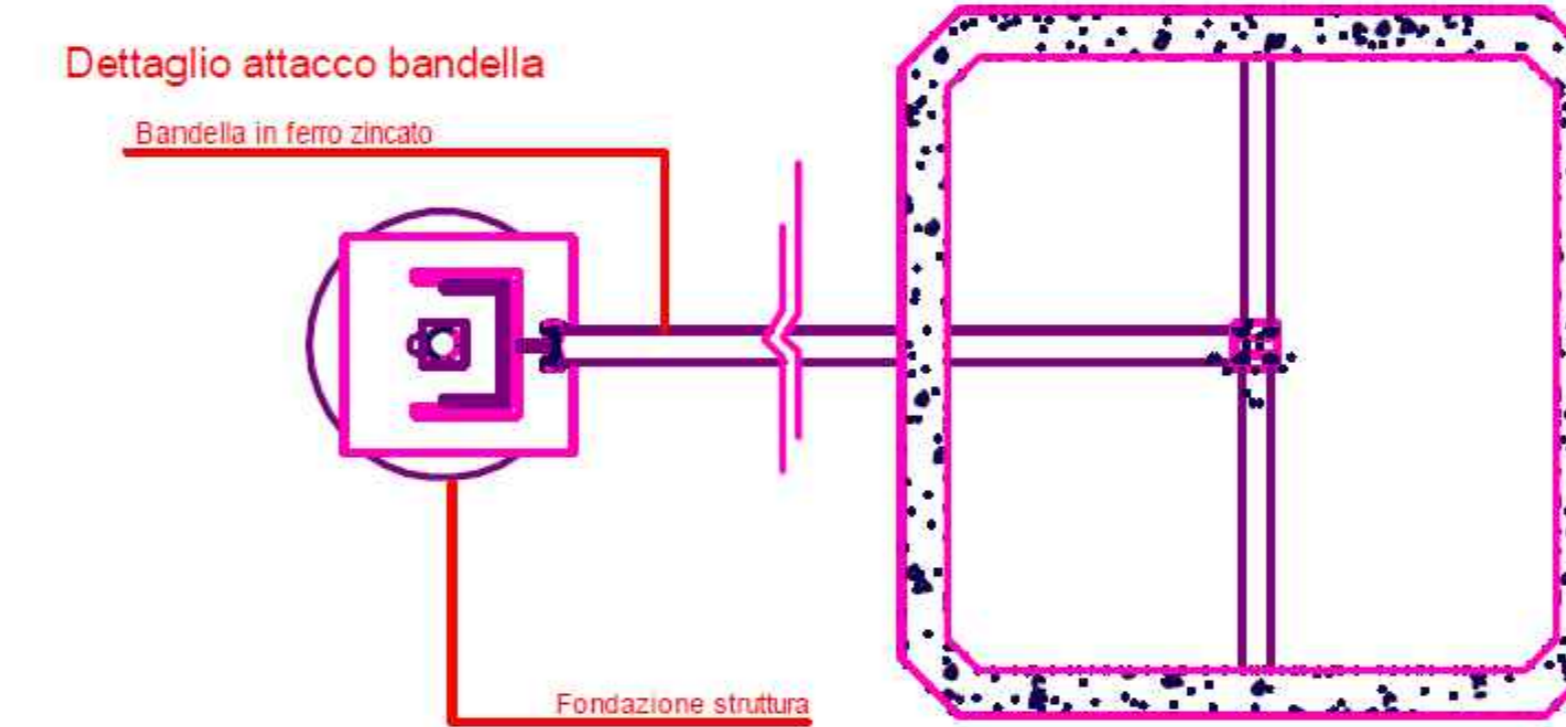 Dettaglio attacco bandella
Bandella in ferro zincato
Fondazione struttura